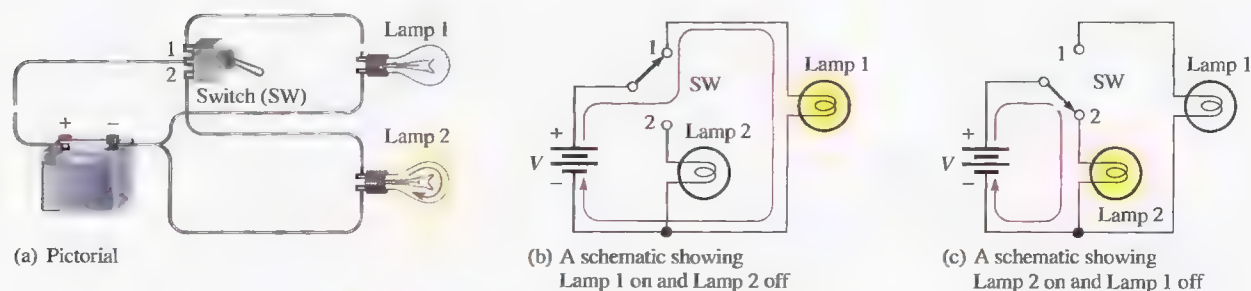 Lamp 1
1
2
Switch (SW)
+ −
Lamp 2
(a) Pictorial
1
SW
Lamp 1
2 Lamp 2
+
V
−
(b) A schematic showing
Lamp 1 on and Lamp 2 off
1
Lamp 1
SW
2
+
V
−
Lamp 2
(c) A schematic showing
Lamp 2 on and Lamp 1 off